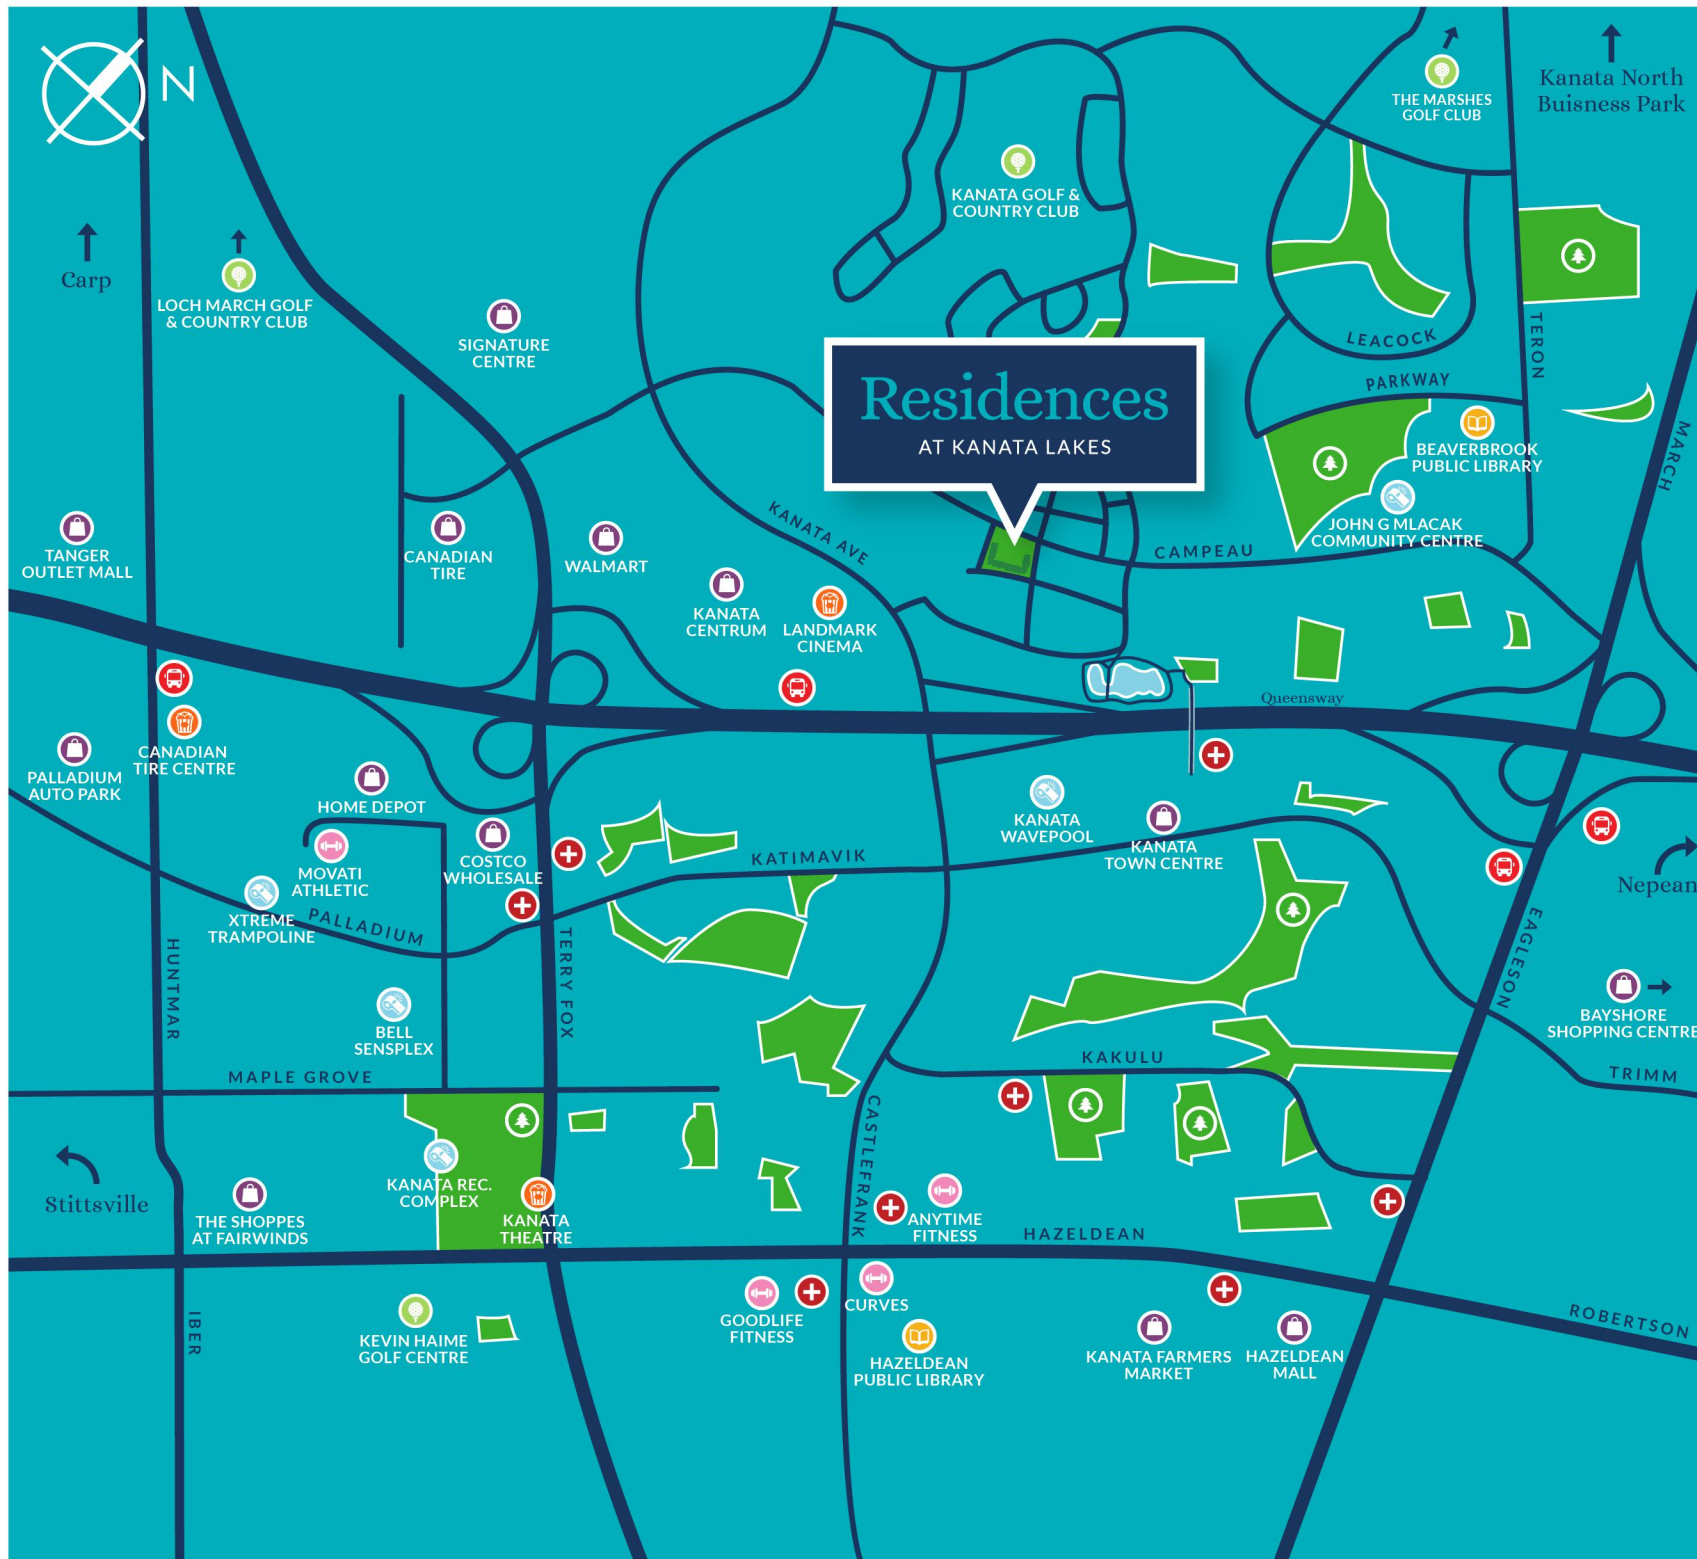 N
THE MARSHES
GOLF CLUB
Kanata North
Buisness Park
KANATA GOLF &
COUNTRY CLUB
Carp
LOCH MARCH GOLF
& COUNTRY CLUB
SIGNATURE
CENTRE
LEACOCK
TERON
PARKWAY
Residences
AT KANATA LAKES
BEAVERBROOK
PUBLIC LIBRARY
MARCH
JOHN G MLACAK
COMMUNITY CENTRE
KANATA AVE
CAMPEAU
TANGER
OUTLET MALL
CANADIAN
TIRE
WALMART
KANATA
CENTRUM
LANDMARK
CINEMA
Queensway
CANADIAN
TIRE CENTRE
PALLADIUM
AUTO PARK
HOME DEPOT
MOVATI
ATHLETIC
COSTCO
WHOLESALE
KATIMAVIK
KANATA
WAVEPOOL
KANATA
TOWN CENTRE
Nepean
XTREME
TRAMPOLINE
PALLADIUM
HUNTMAR
TERRY FOX
EAGLESON
BAYSHORE
SHOPPING CENTRE
BELL
SENSPLEX
KAKULU
TRIMM
MAPLE GROVE
CASTLEFRANK
Stittsville
KANATA REC.
COMPLEX
THE SHOPPES
AT FAIRWINDS
KANATA
THEATRE
ANYTIME
FITNESS
HAZELDEAN
IBER
KEVIN HAIME
GOLF CENTRE
GOODLIFE
FITNESS
CURVES
HAZELDEAN
PUBLIC LIBRARY
KANATA FARMERS
MARKET
HAZELDEAN
MALL
ROBERTSON